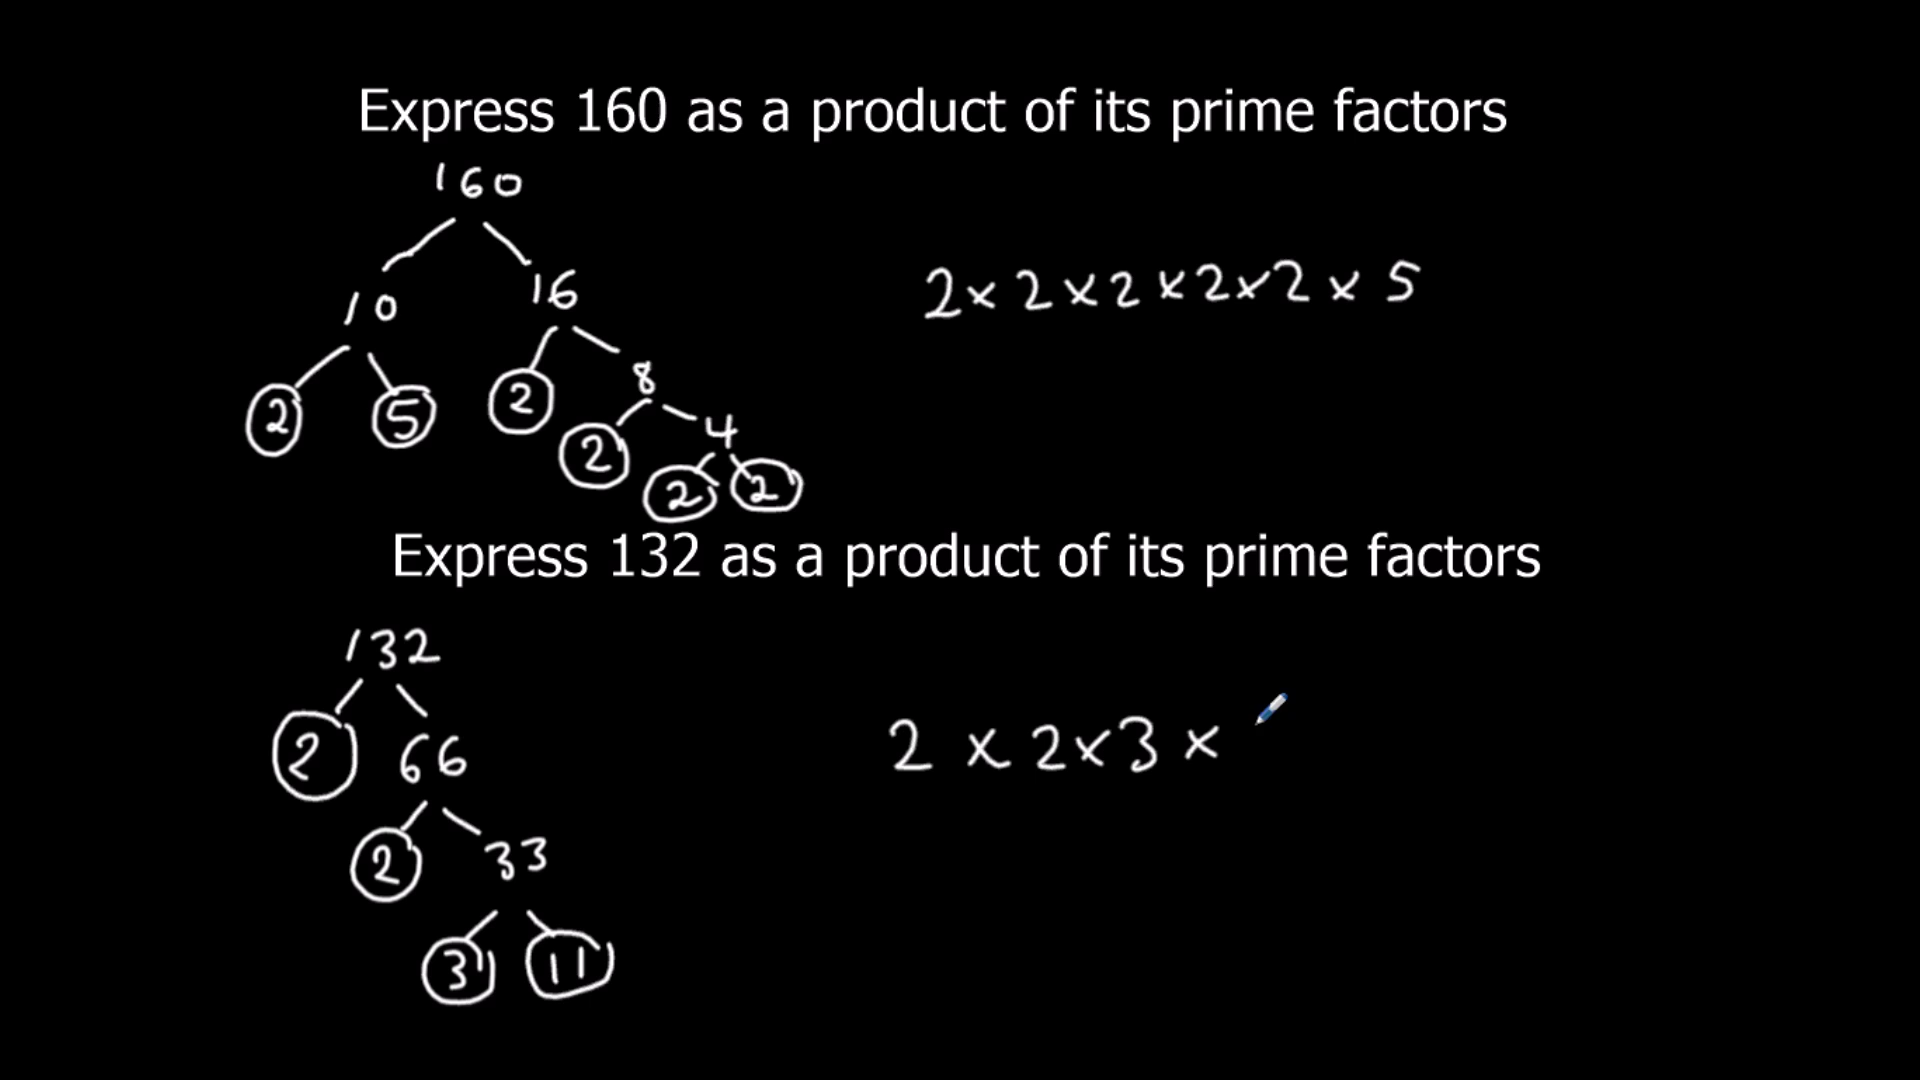 Express 160 as a product of its prime factors
160
10 16
2 × 2 × 2 × 2 × 2 × 5
2 5 2 8
2 4
2 2
Express 132 as a product of its prime factors
132
2 66
2 × 2 × 3 ×
2 33
3 11